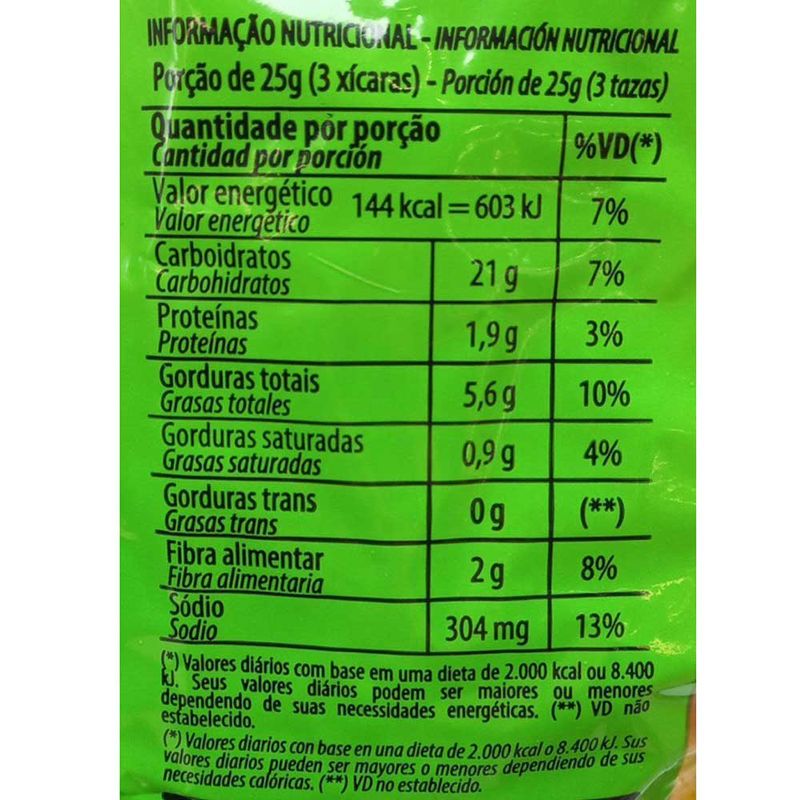 INFORMAÇÃO NUTRICIONAL - INFORMACIÓN NUTRICIONAL
Porção de 25g (3 xícaras) - Porción de 25g (3 tazas)
Quantidade por porção
Cantidad por porción
%VD(*)
Valor energético
Valor energético
144 kcal = 603 kJ
7%
Carboidratos
Carbohidratos
21 g
7%
Proteínas
Proteínas
1,9 g
3%
Gorduras totais
Grasas totales
5,6 g
10%
Gorduras saturadas
Grasas saturadas
0,9 g
4%
Gorduras trans
Grasas trans
0 g
(**)
Fibra alimentar
Fibra alimentaria
2 g
8%
Sódio
Sodio
304 mg
13%
(*) Valores diários com base em uma dieta de 2.000 kcal ou 8.400
kJ. Seus valores diários podem ser maiores ou menores
dependendo de suas necessidades energéticas. (**) VD não
estabelecido.
(*) Valores diarios con base en una dieta de 2.000 kcal o 8.400 kJ. Sus
valores diarios pueden ser mayores o menores dependiendo de sus
necesidades calóricas. (**) VD no establecido.